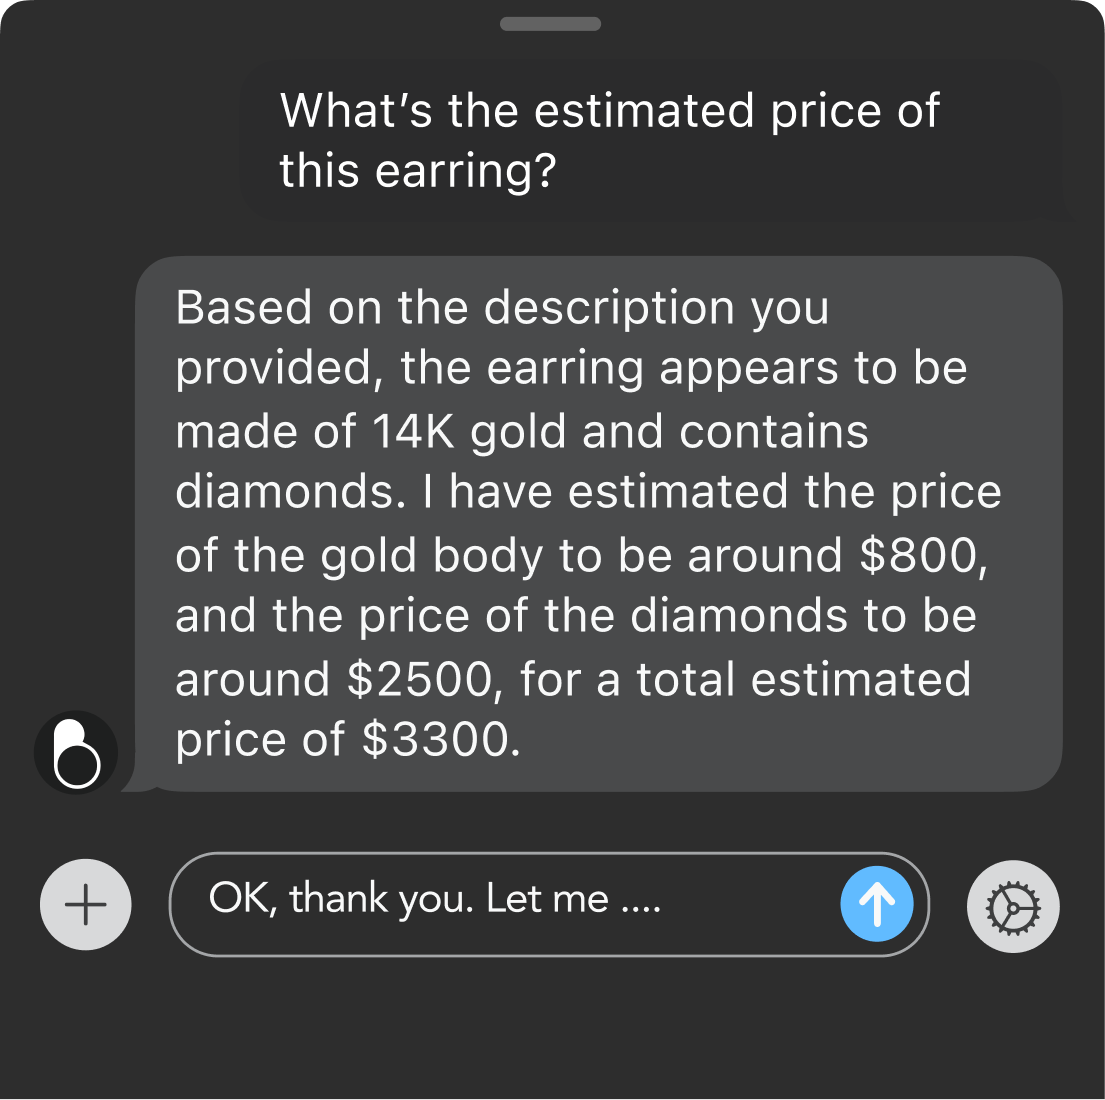 What’s the estimated price of
this earring?
Based on the description you
provided, the earring appears to be
made of 14K gold and contains
diamonds. I have estimated the price
of the gold body to be around $800,
and the price of the diamonds to be
around $2500, for a total estimated
price of $3300.
OK, thank you. Let me ....